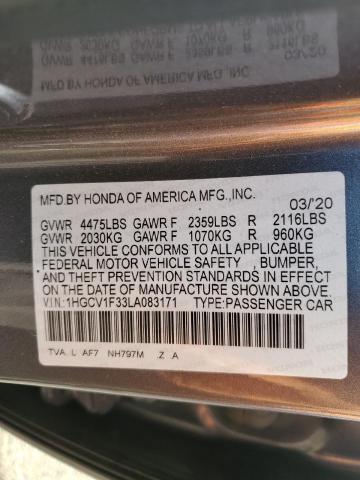 MFD.BY HONDA OF AMERICA MFG.,INC. 03/'20
GVWR 4475LBS GAWR F 2359LBS R 2116LBS
GVWR 2030KG GAWR F 1070KG R 960KG
THIS VEHICLE CONFORMS TO ALL APPLICABLE
FEDERAL MOTOR VEHICLE SAFETY , BUMPER,
AND THEFT PREVENTION STANDARDS IN EFFECT
ON THE DATE OF MANUFACTURE SHOWN ABOVE.
V.I.N.:1HGCV1F33LA083171 TYPE:PASSENGER CAR
TVA. L AF7 NH797M .Z .A